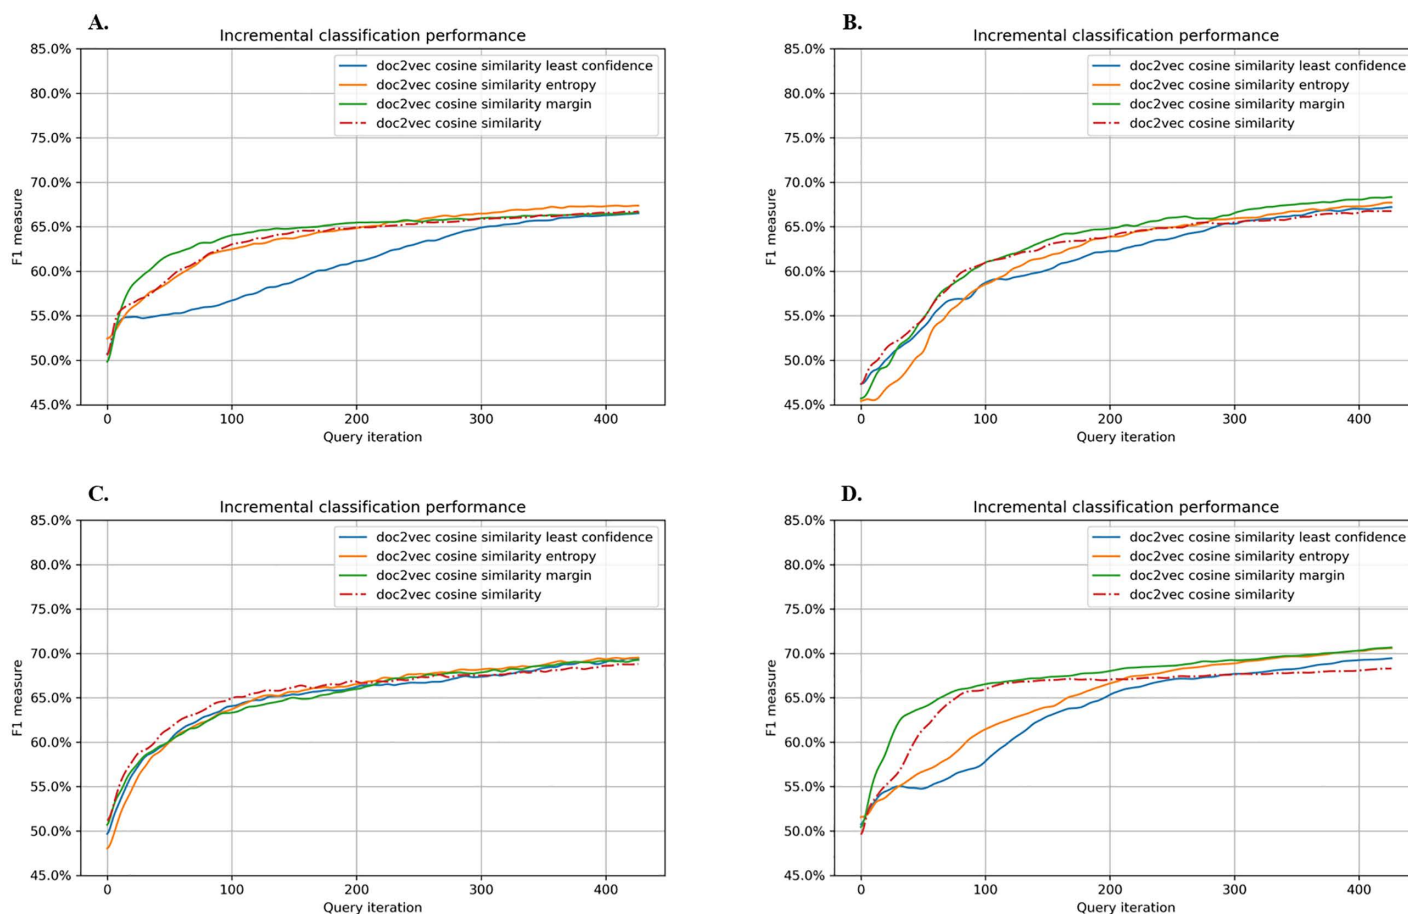 A.
Incremental classification performance
85.0%
80.0%
75.0%
70.0%
65.0%
60.0%
55.0%
50.0%
45.0%
F1 measure
doc2vec cosine similarity least confidence
doc2vec cosine similarity entropy
doc2vec cosine similarity margin
doc2vec cosine similarity
0 100 200 300 400
Query iteration
B.
Incremental classification performance
85.0%
80.0%
75.0%
70.0%
65.0%
60.0%
55.0%
50.0%
45.0%
F1 measure
doc2vec cosine similarity least confidence
doc2vec cosine similarity entropy
doc2vec cosine similarity margin
doc2vec cosine similarity
0 100 200 300 400
Query iteration
C.
Incremental classification performance
85.0%
80.0%
75.0%
70.0%
65.0%
60.0%
55.0%
50.0%
45.0%
F1 measure
doc2vec cosine similarity least confidence
doc2vec cosine similarity entropy
doc2vec cosine similarity margin
doc2vec cosine similarity
0 100 200 300 400
Query iteration
D.
Incremental classification performance
85.0%
80.0%
75.0%
70.0%
65.0%
60.0%
55.0%
50.0%
45.0%
F1 measure
doc2vec cosine similarity least confidence
doc2vec cosine similarity entropy
doc2vec cosine similarity margin
doc2vec cosine similarity
0 100 200 300 400
Query iteration